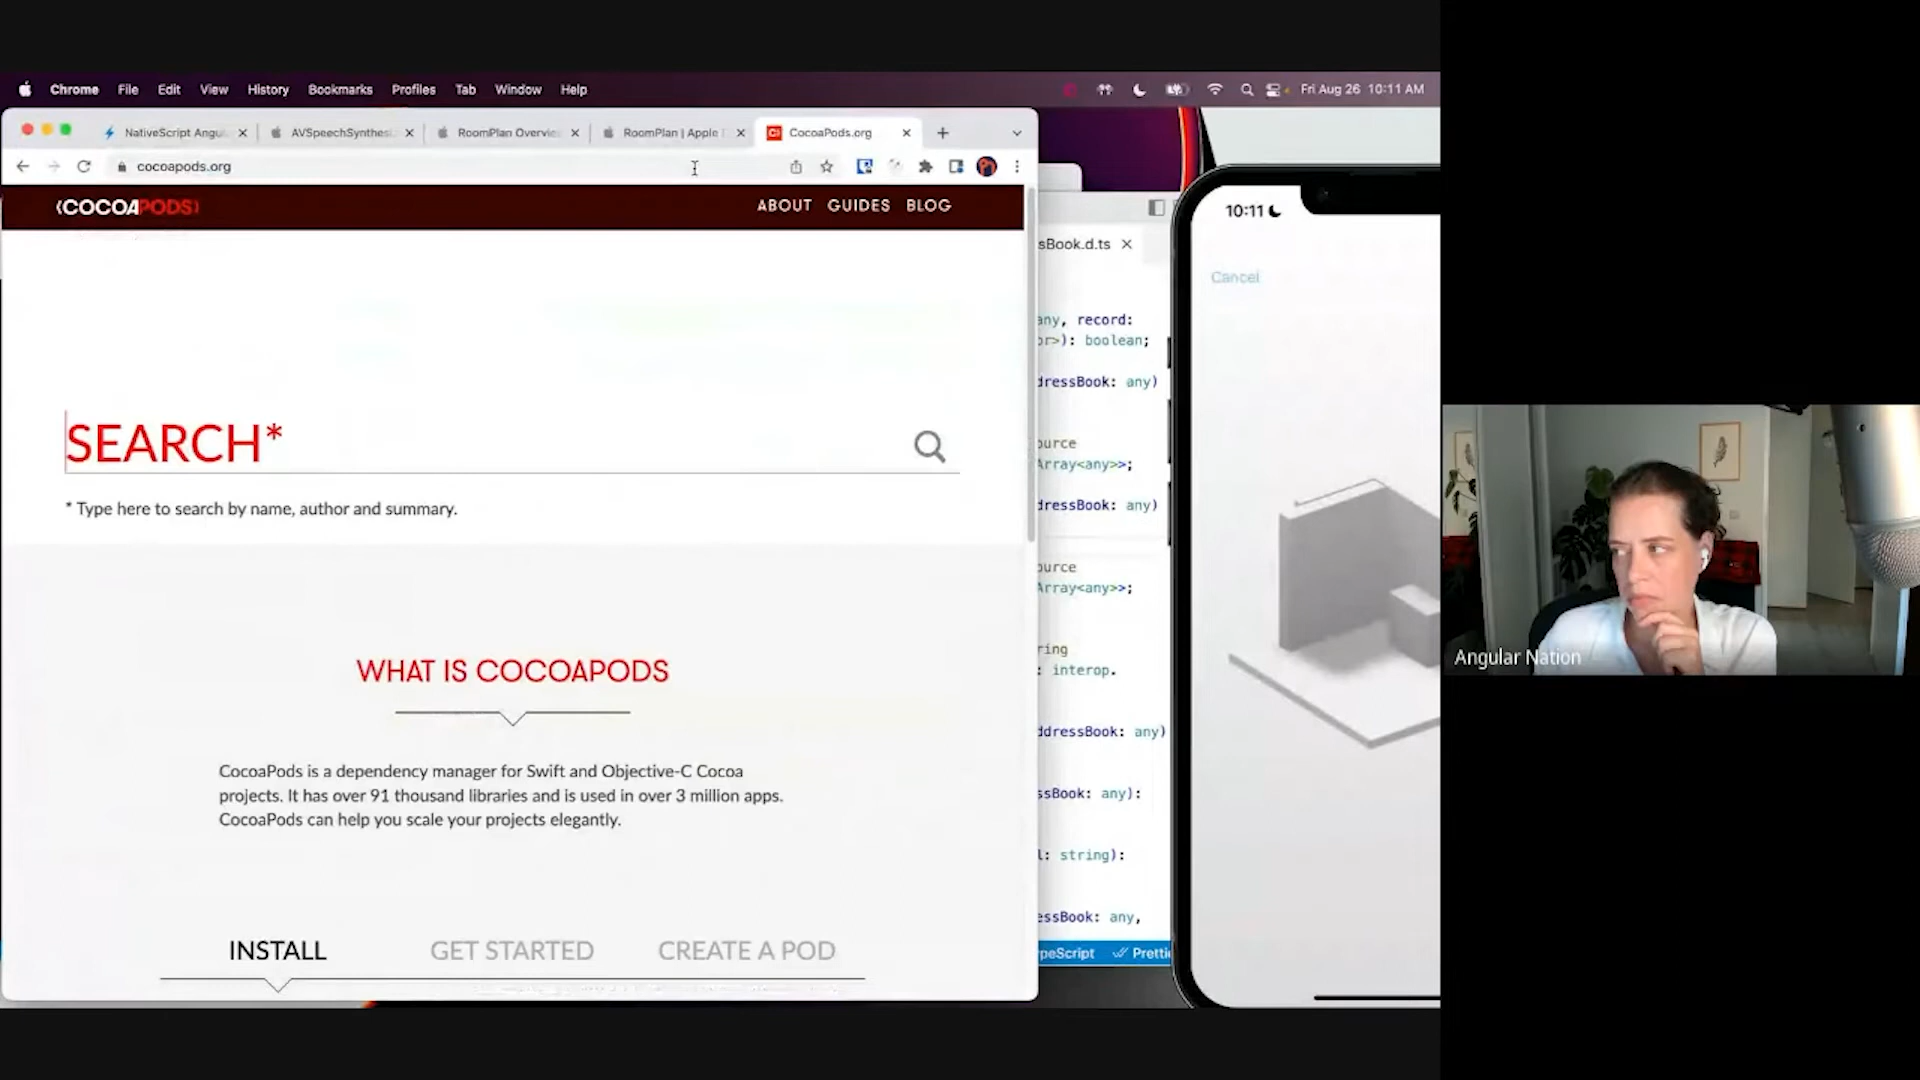 Chrome File Edit View History Bookmarks Profiles Tab Window Help Fri Aug 26 10:11 AM
NativeScript Angul AVSpeechSynthesi RoomPlan Overvie RoomPlan | Apple CocoaPods.org
cocoapods.org
COCOAPODS ABOUT GUIDES BLOG
SEARCH*
* Type here to search by name, author and summary.
WHAT IS COCOAPODS
CocoaPods is a dependency manager for Swift and Objective-C Cocoa
projects. It has over 91 thousand libraries and is used in over 3 million apps.
CocoaPods can help you scale your projects elegantly.
INSTALL GET STARTED CREATE A POD
sBook.d.ts
any, record:
or>): boolean;
dressBook: any)
ource
Array<any>>;
dressBook: any)
ource
Array<any>>;
ring
: interop.
ddressBook: any)
ssBook: any):
l: string):
essBook: any,
peScript Pretti
10:11
Cancel
Angular Nation